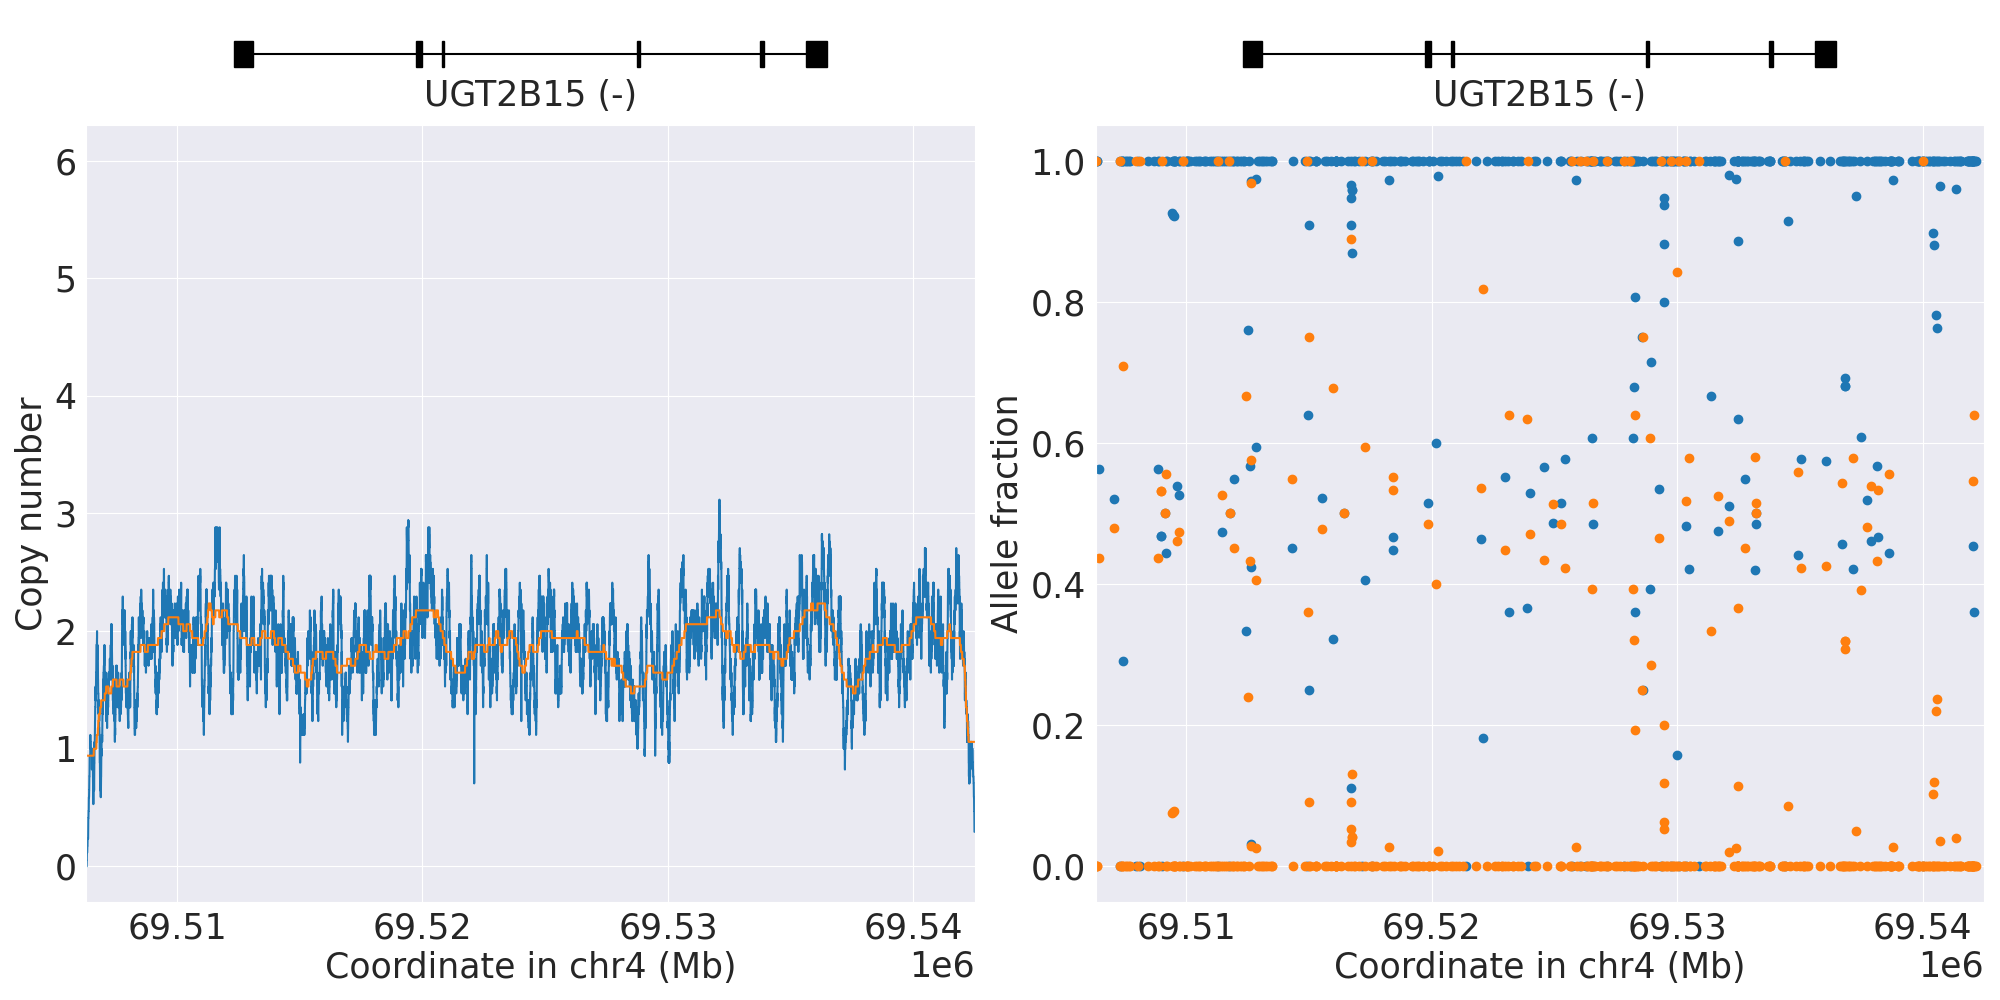 UGT2B15 (-)
6
5
4
3
2
1
0
Copy number
69.51
69.52
69.53
69.54
Coordinate in chr4 (Mb)
1e6
UGT2B15 (-)
1.0
0.8
0.6
0.4
0.2
0.0
Allele fraction
69.51
69.52
69.53
69.54
Coordinate in chr4 (Mb)
1e6